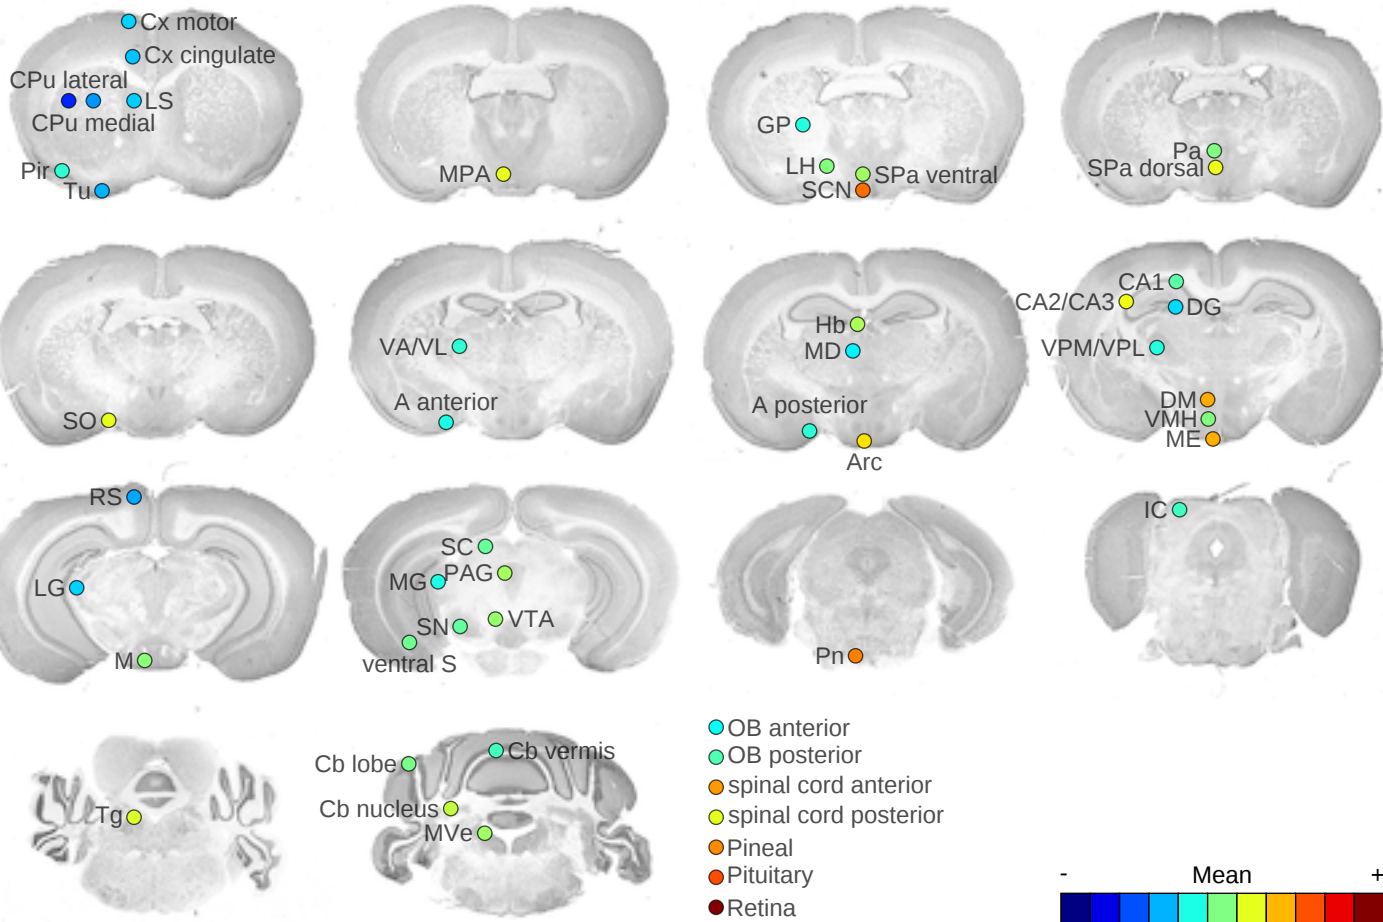 Cx motor
Cx cingulate
CPu lateral
LS
CPu medial
Pir
Tu
MPA
GP
LH
SPa ventral
SCN
Pa
SPa dorsal
SO
VA/VL
A anterior
Hb
MD
A posterior
Arc
CA1
CA2/CA3
DG
VPM/VPL
DM
VMH
ME
RS
LG
M
SC
MG
PAG
SN
VTA
ventral S
Pn
IC
Tg
Cb lobe
Cb vermis
Cb nucleus
MVe
OB anterior
OB posterior
spinal cord anterior
spinal cord posterior
Pineal
Pituitary
Retina
- Mean +